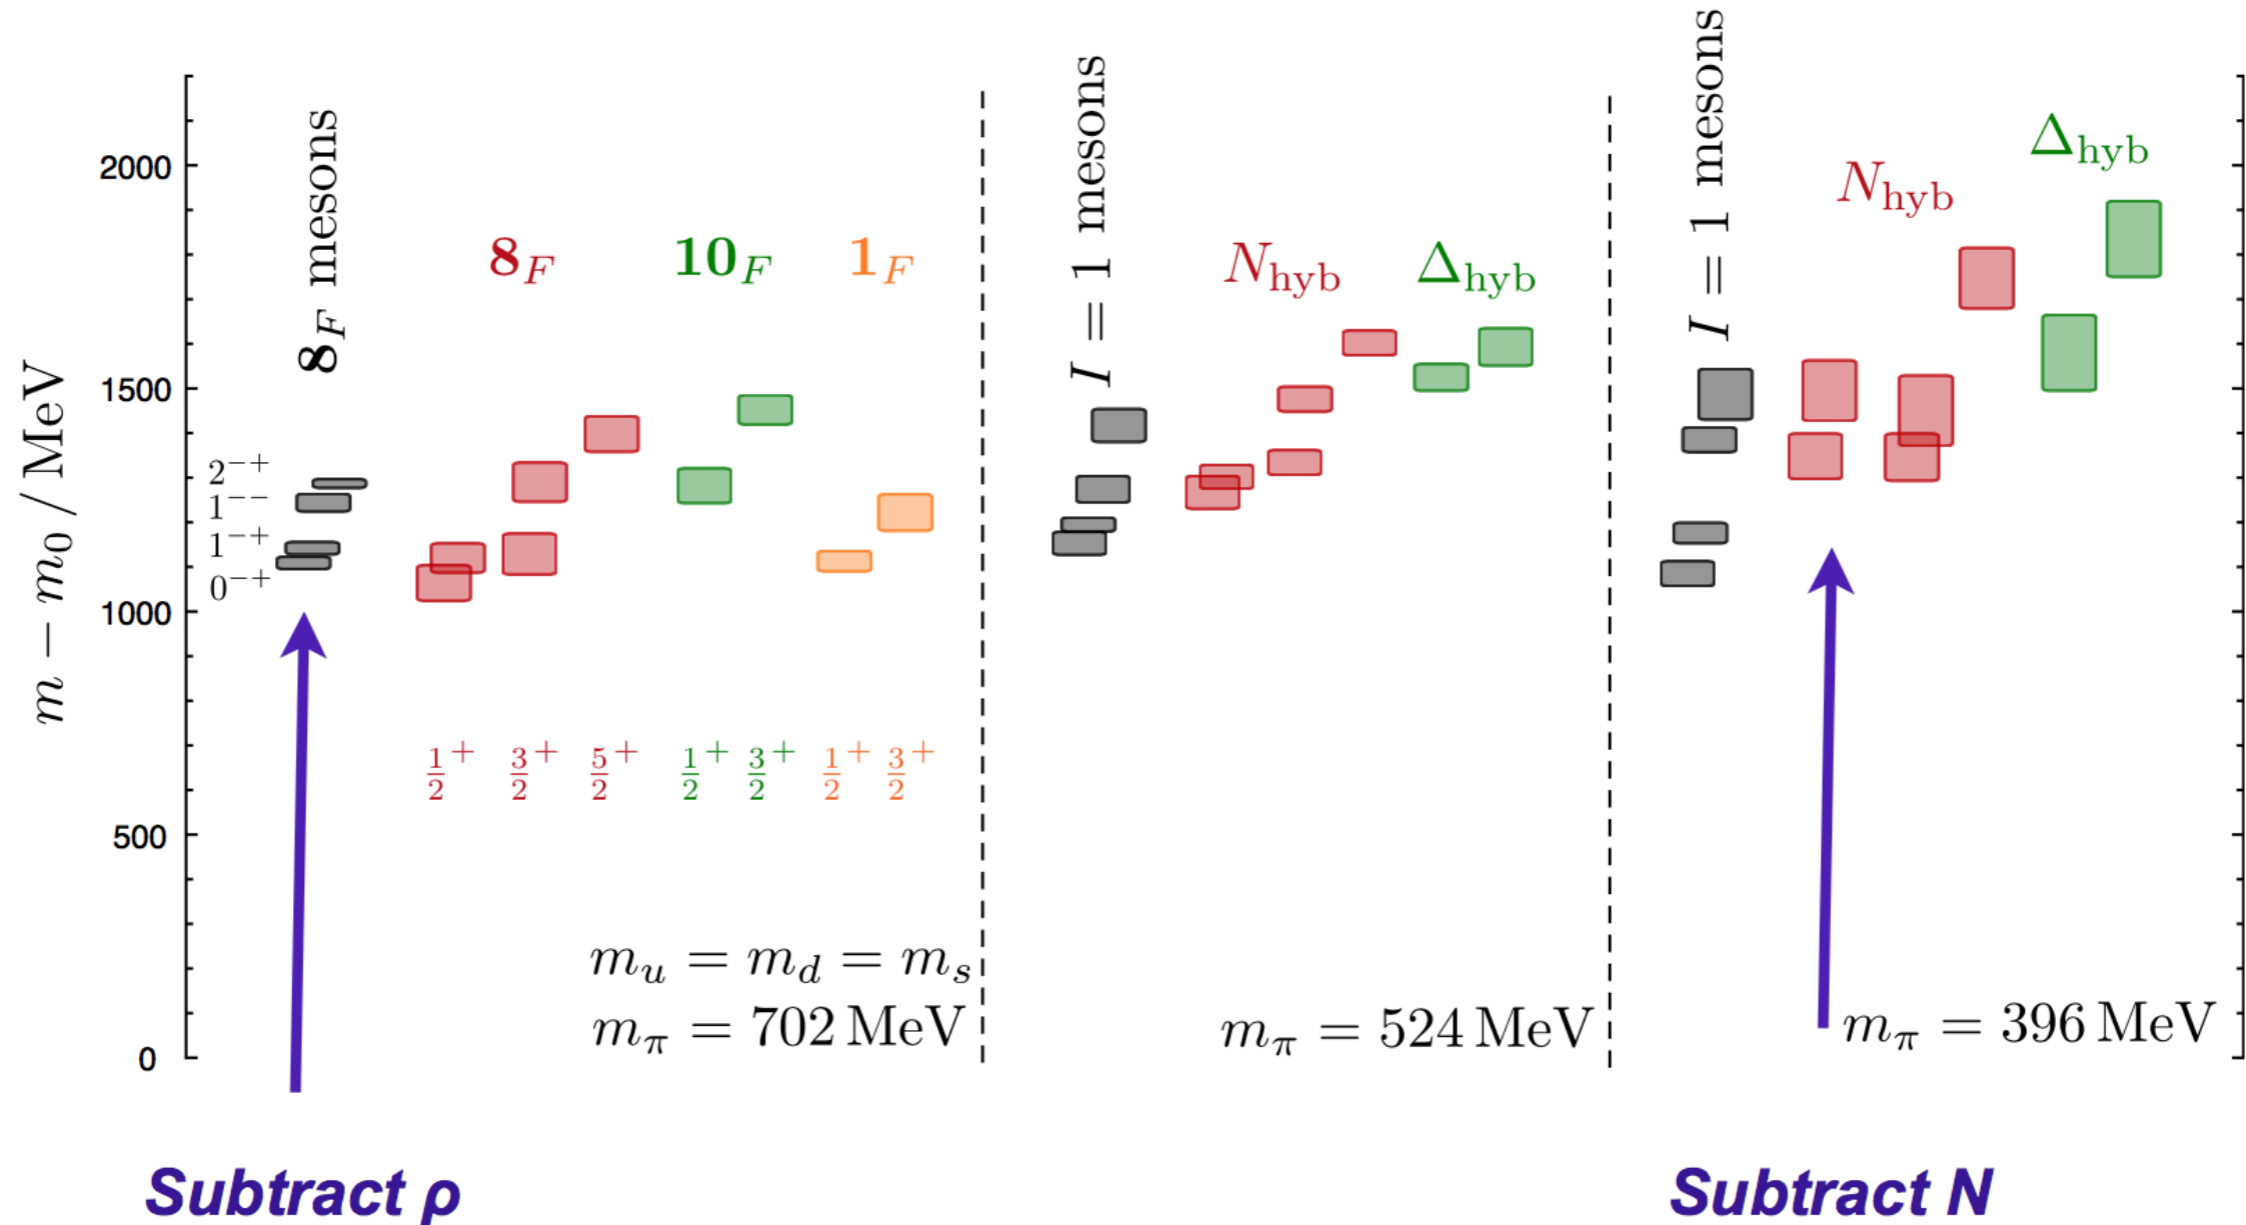 m − m₀ / MeV
2000
1500
1000
500
0
8_F mesons
2⁻⁺
1⁻⁻
1⁻⁺
0⁻⁺
8_F 10_F 1_F
1/2⁺ 3/2⁺ 5/2⁺ 1/2⁺ 3/2⁺ 1/2⁺ 3/2⁺
m_u = m_d = m_s
m_π = 702 MeV
I = 1 mesons
N_hyb Δ_hyb
m_π = 524 MeV
I = 1 mesons
N_hyb Δ_hyb
m_π = 396 MeV
Subtract ρ
Subtract N